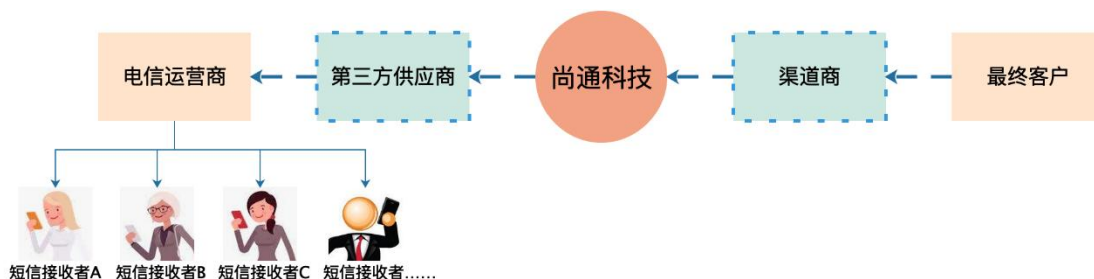 电信运营商
第三方供应商
尚通科技
渠道商
最终客户
短信接收者A
短信接收者B
短信接收者C
短信接收者……